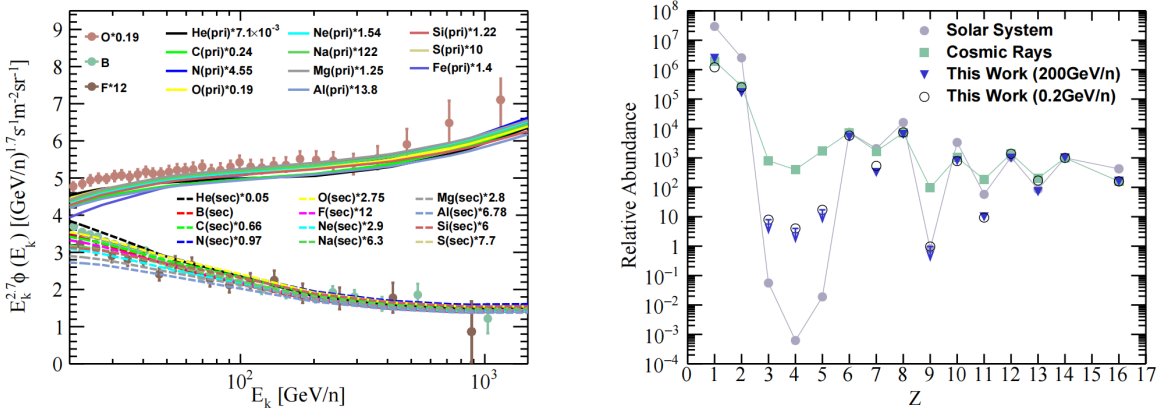 O*0.19
B
F*12
He(pri)*7.1×10⁻³
C(pri)*0.24
N(pri)*4.55
O(pri)*0.19
Ne(pri)*1.54
Na(pri)*122
Mg(pri)*1.25
Al(pri)*13.8
Si(pri)*1.22
S(pri)*10
Fe(pri)*1.4
He(sec)*0.05
B(sec)
C(sec)*0.66
N(sec)*0.97
O(sec)*2.75
F(sec)*12
Ne(sec)*2.9
Na(sec)*6.3
Mg(sec)*2.8
Al(sec)*6.78
Si(sec)*6
S(sec)*7.7
E_k^2.7 ϕ (E_k) [(GeV/n)^1.7 s⁻¹m⁻²sr⁻¹]
9
8
7
6
5
4
3
2
1
0
10²
10³
E_k [GeV/n]
Solar System
Cosmic Rays
This Work (200GeV/n)
This Work (0.2GeV/n)
Relative Abundance
10⁸
10⁷
10⁶
10⁵
10⁴
10³
10²
10
1
10⁻¹
10⁻²
10⁻³
10⁻⁴
0 1 2 3 4 5 6 7 8 9 10 11 12 13 14 15 16 17
Z